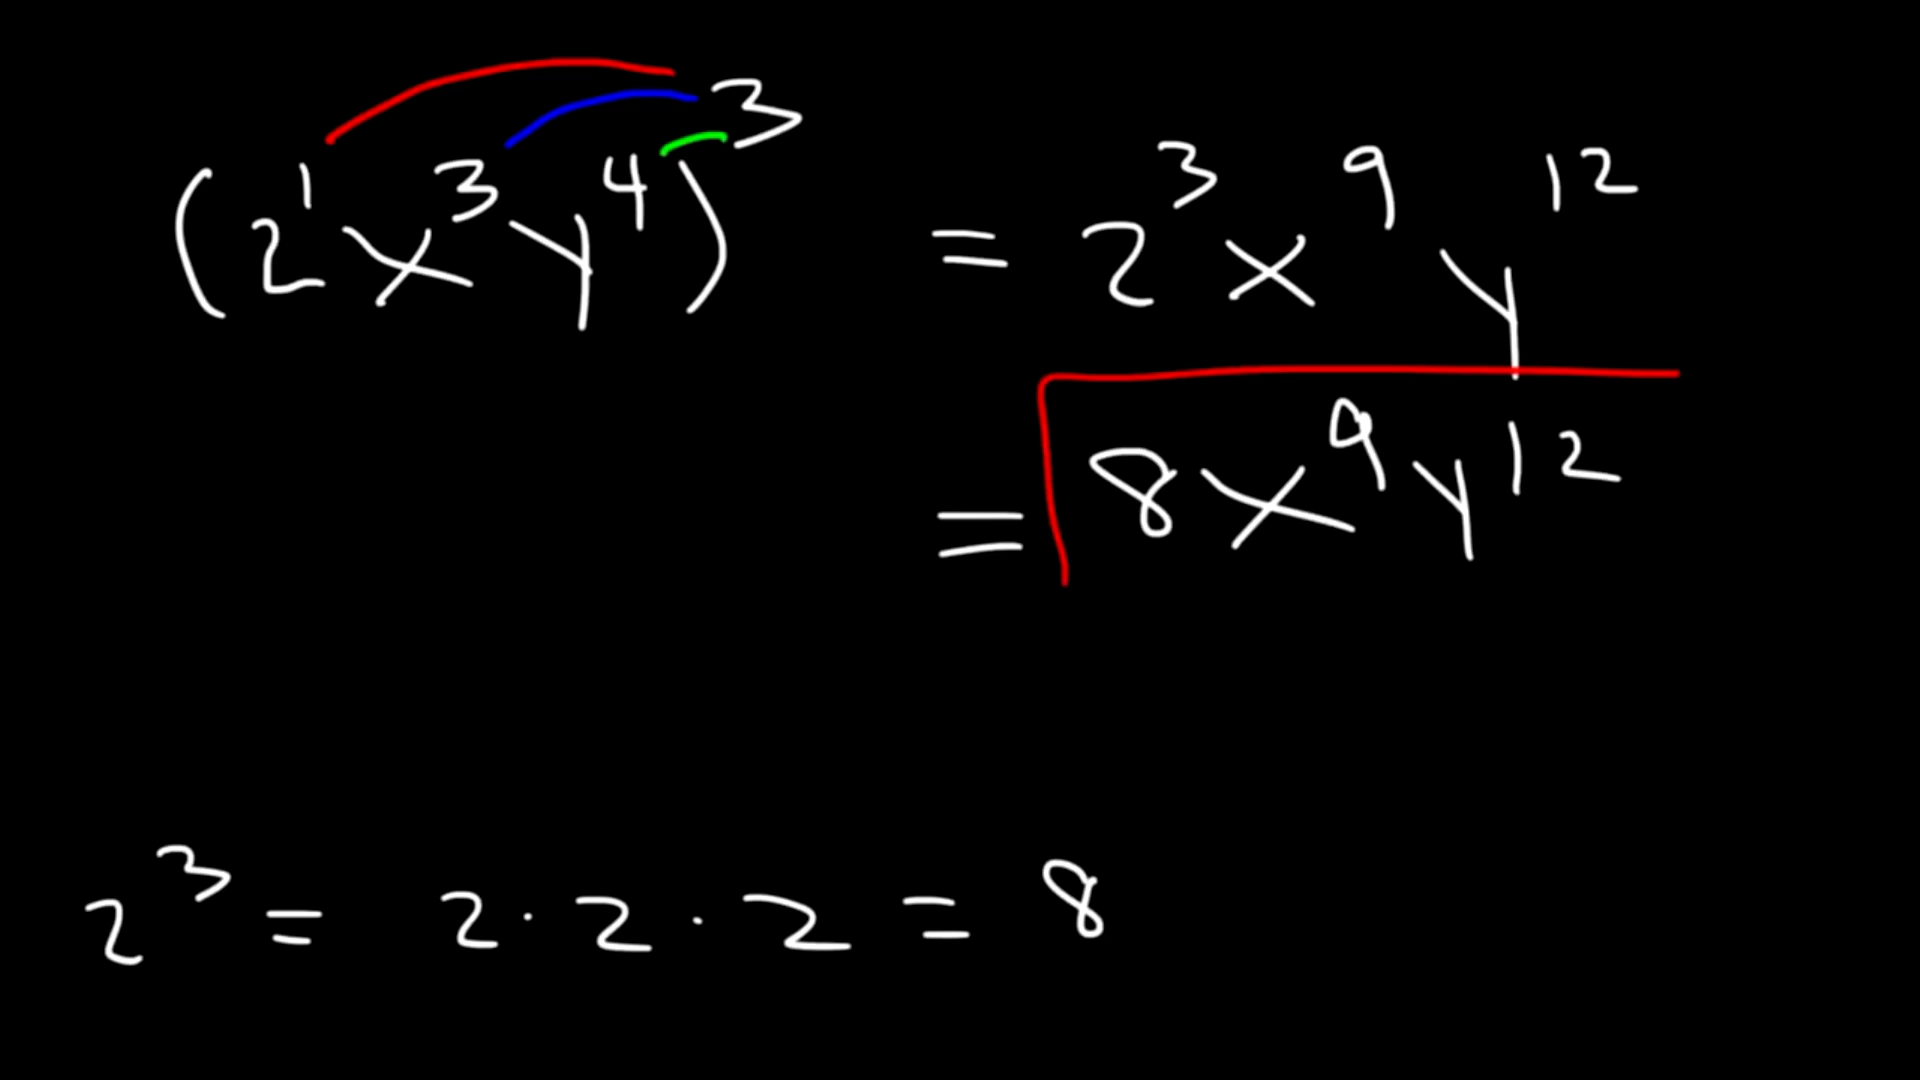 (2¹x³y⁴)³ = 2³x⁹y¹²
= 8x⁹y¹²
2³ = 2 · 2 · 2 = 8